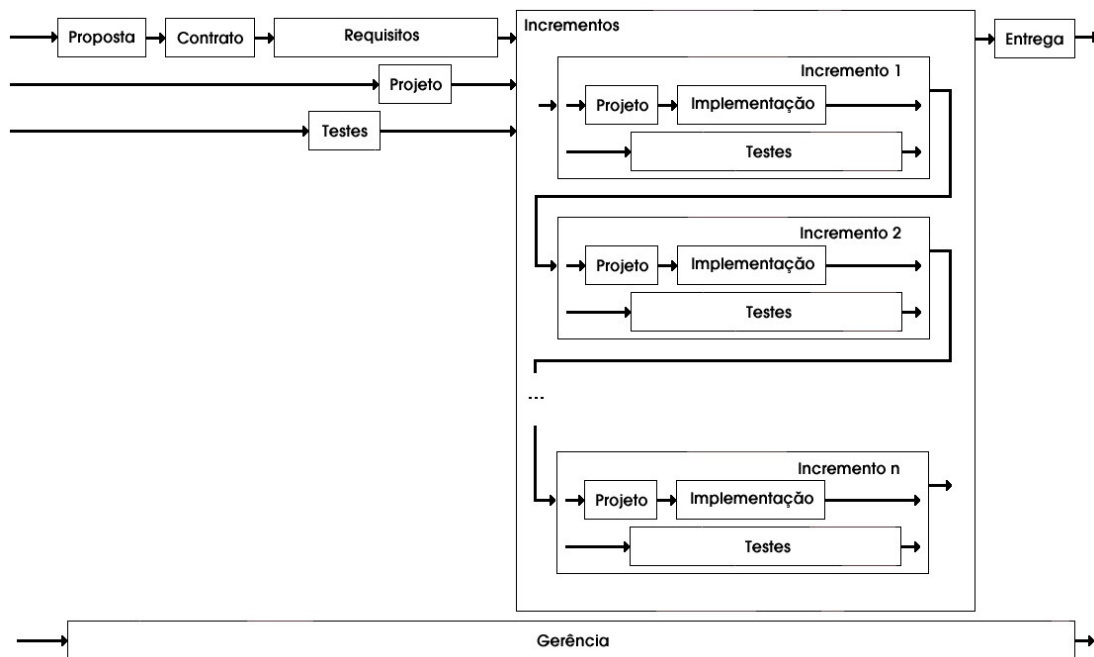 Proposta
Contrato
Requisitos
Incrementos
Entrega
Projeto
Testes
Incremento 1
Projeto
Implementação
Testes
Incremento 2
Projeto
Implementação
Testes
...
Incremento n
Projeto
Implementação
Testes
Gerência